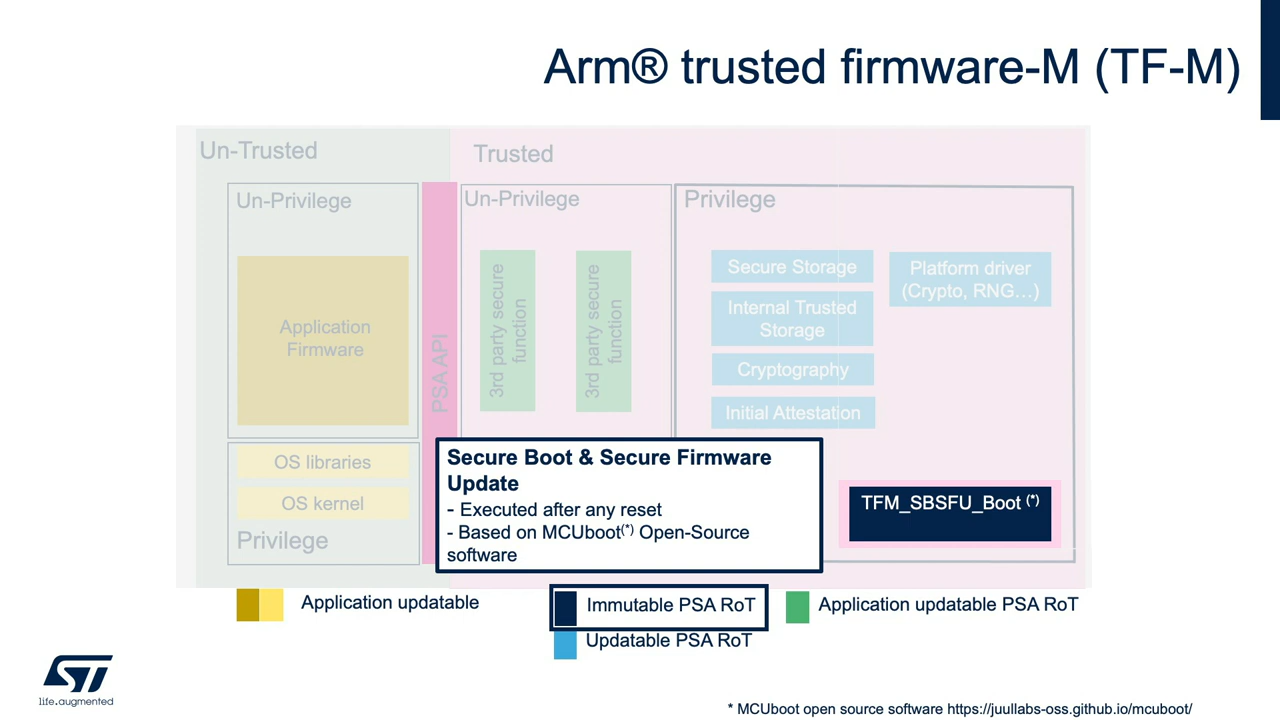 Arm® trusted firmware-M (TF-M)
Un-Trusted
Trusted
Un-Privilege
Un-Privilege
Privilege
Application
Firmware
PSA API
3rd party secure
function
3rd party secure
function
Secure Storage
Internal Trusted
Storage
Cryptography
Initial Attestation
Platform driver
(Crypto, RNG…)
OS libraries
OS kernel
Privilege
Secure Boot & Secure Firmware
Update
- Executed after any reset
- Based on MCUboot(*) Open-Source
software
TFM_SBSFU_Boot (*)
Application updatable
Immutable PSA RoT
Application updatable PSA RoT
Updatable PSA RoT
ST
life.augmented
* MCUboot open source software https://juullabs-oss.github.io/mcuboot/